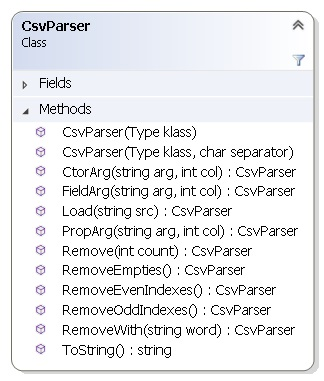 CsvParser
Class
Fields
Methods
CsvParser(Type klass)
CsvParser(Type klass, char separator)
CtorArg(string arg, int col) : CsvParser
FieldArg(string arg, int col) : CsvParser
Load(string src) : CsvParser
PropArg(string arg, int col) : CsvParser
Remove(int count) : CsvParser
RemoveEmpties() : CsvParser
RemoveEvenIndexes() : CsvParser
RemoveOddIndexes() : CsvParser
RemoveWith(string word) : CsvParser
ToString() : string